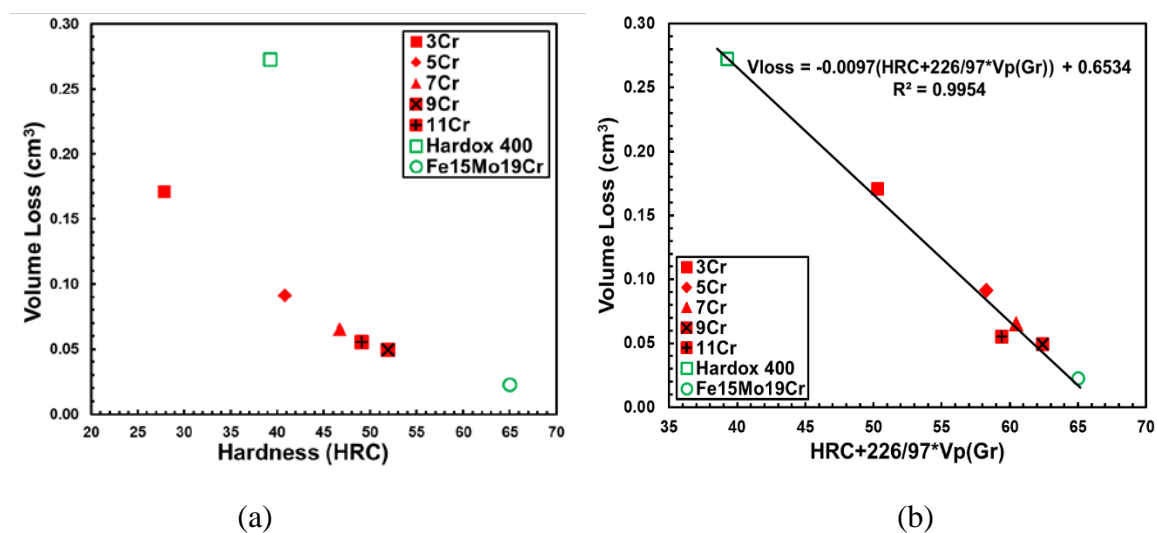 0.30
0.25
0.20
0.15
0.10
0.05
0.00
Volume Loss (cm³)
20 25 30 35 40 45 50 55 60 65 70
Hardness (HRC)
3Cr
5Cr
7Cr
9Cr
11Cr
Hardox 400
Fe15Mo19Cr
(a)
0.30
0.25
0.20
0.15
0.10
0.05
0.00
Volume Loss (cm³)
35 40 45 50 55 60 65 70
HRC+226/97*Vp(Gr)
Vloss = -0.0097(HRC+226/97*Vp(Gr)) + 0.6534
R² = 0.9954
3Cr
5Cr
7Cr
9Cr
11Cr
Hardox 400
Fe15Mo19Cr
(b)